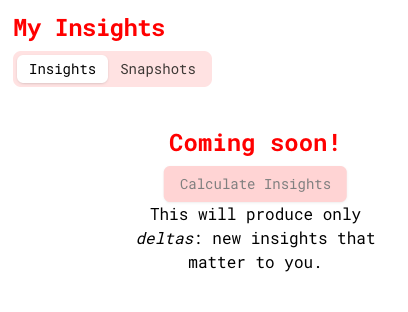 My Insights
Insights Snapshots
Coming soon!
Calculate Insights
This will produce only
deltas: new insights that
matter to you.